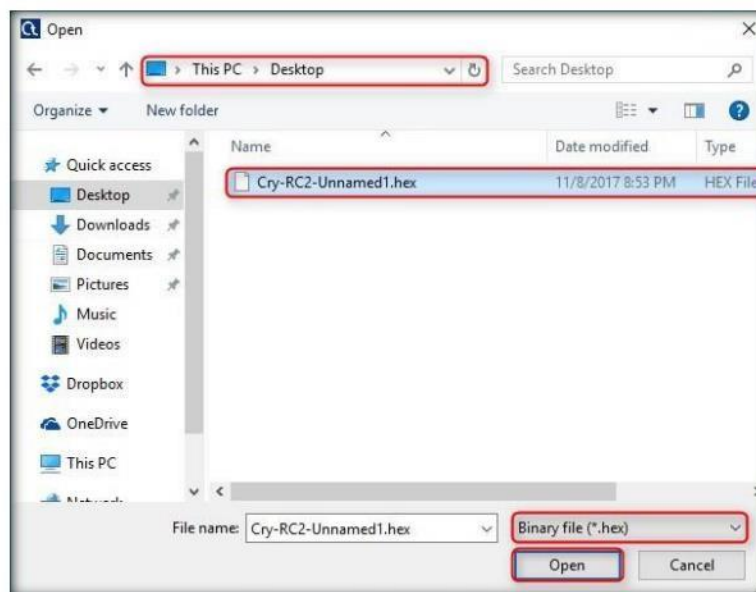 Open
This PC > Desktop
Search Desktop
Organize
New folder
Name
Date modified
Type
Quick access
Desktop
Downloads
Documents
Pictures
Music
Videos
Dropbox
OneDrive
This PC
Cry-RC2-Unnamed1.hex
11/8/2017 8:53 PM
HEX File
File name:
Cry-RC2-Unnamed1.hex
Binary file (*.hex)
Open
Cancel